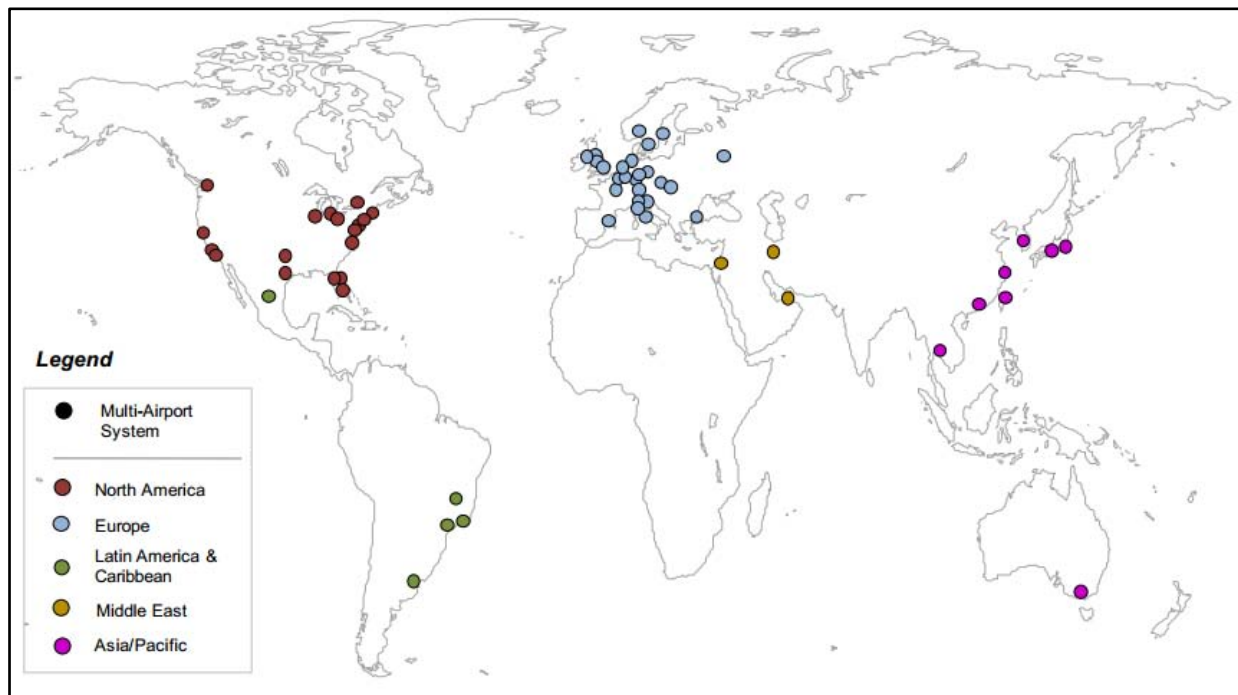 Legend
Multi-Airport
System
North America
Europe
Latin America &
Caribbean
Middle East
Asia/Pacific